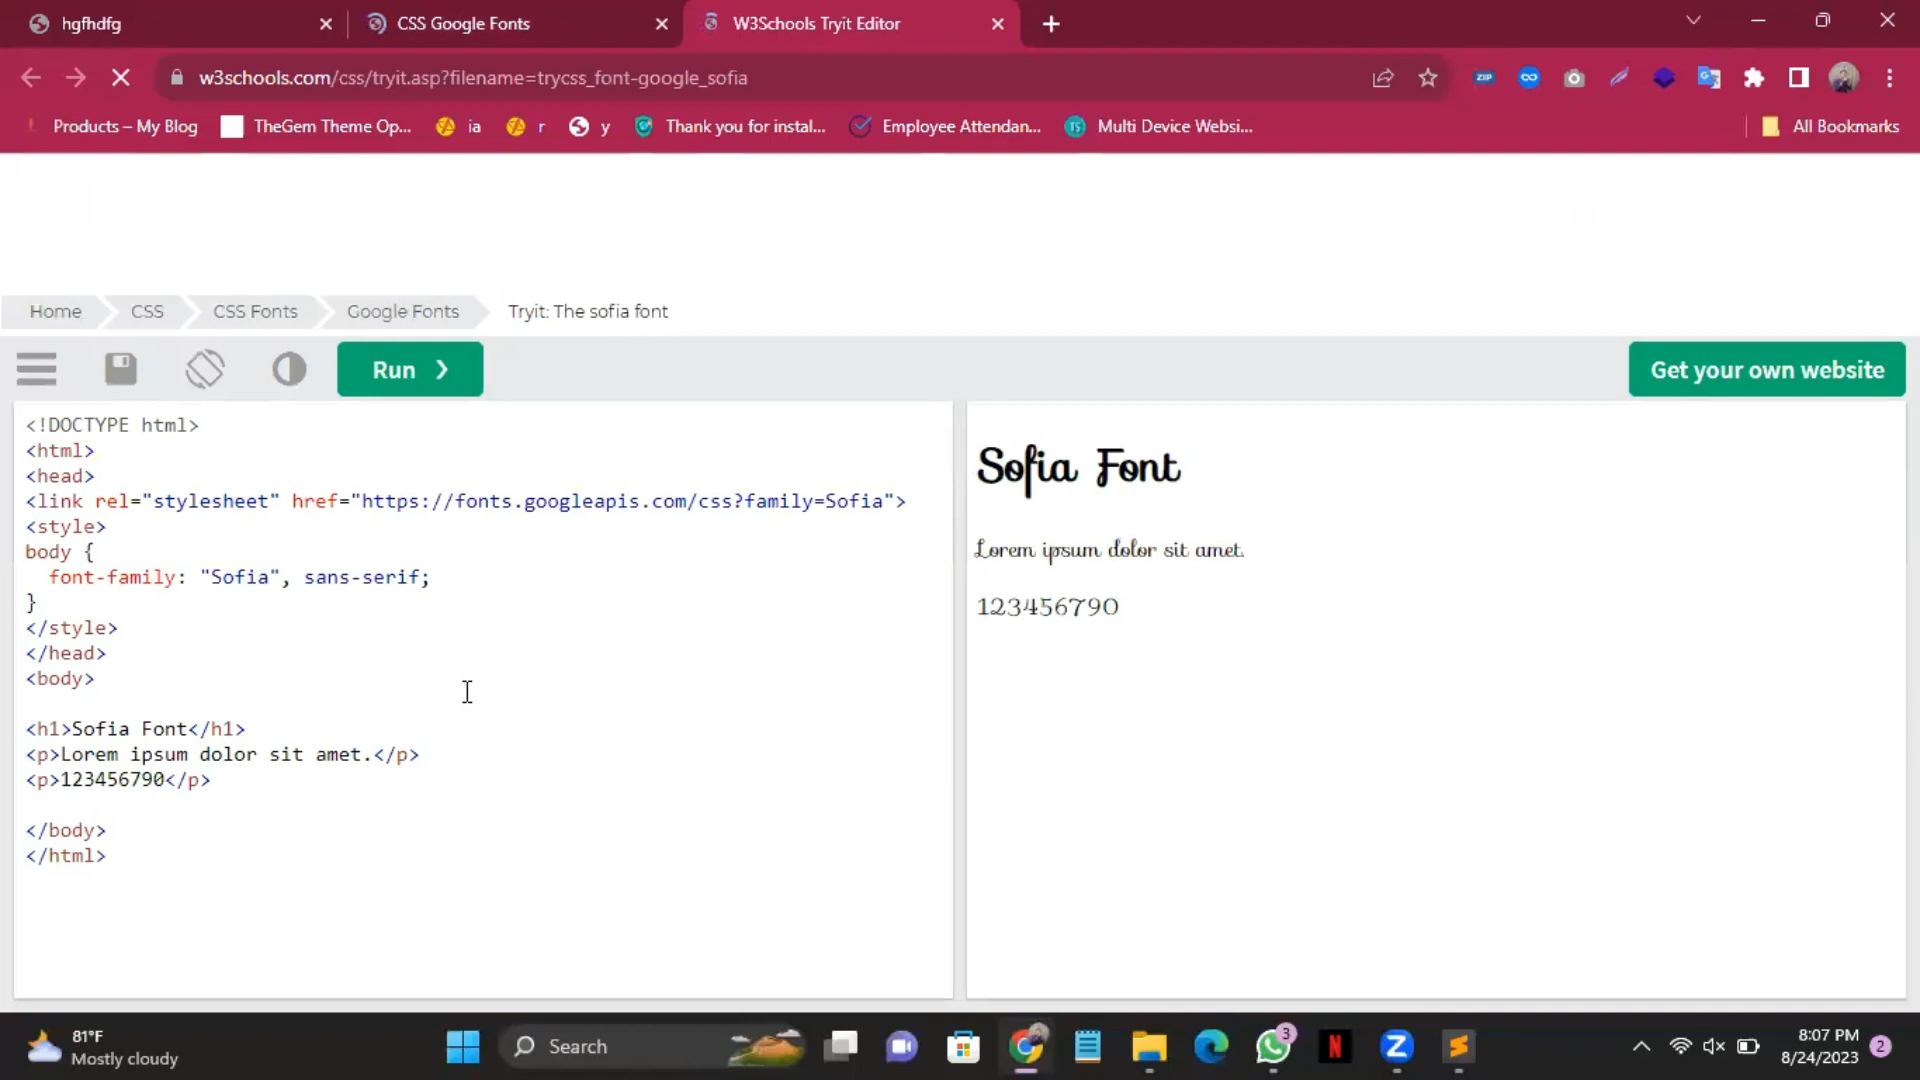 hgfhdfg
CSS Google Fonts
W3Schools Tryit Editor
w3schools.com/css/tryit.asp?filename=trycss_font-google_sofia
ZIP
Products – My Blog
TheGem Theme Op...
ia
r
y
Thank you for instal...
Employee Attendan...
TS
Multi Device Websi...
All Bookmarks
Home
CSS
CSS Fonts
Google Fonts
Tryit: The sofia font
Run ❯
Get your own website
<!DOCTYPE html>
<html>
<head>
<link rel="stylesheet" href="https://fonts.googleapis.com/css?family=Sofia">
<style>
body {
  font-family: "Sofia", sans-serif;
}
</style>
</head>
<body>
<h1>Sofia Font</h1>
<p>Lorem ipsum dolor sit amet.</p>
<p>123456790</p>
</body>
</html>
Sofia Font
Lorem ipsum dolor sit amet.
123456790
81°F
Mostly cloudy
Search
3
N
Z
8:07 PM
8/24/2023
2